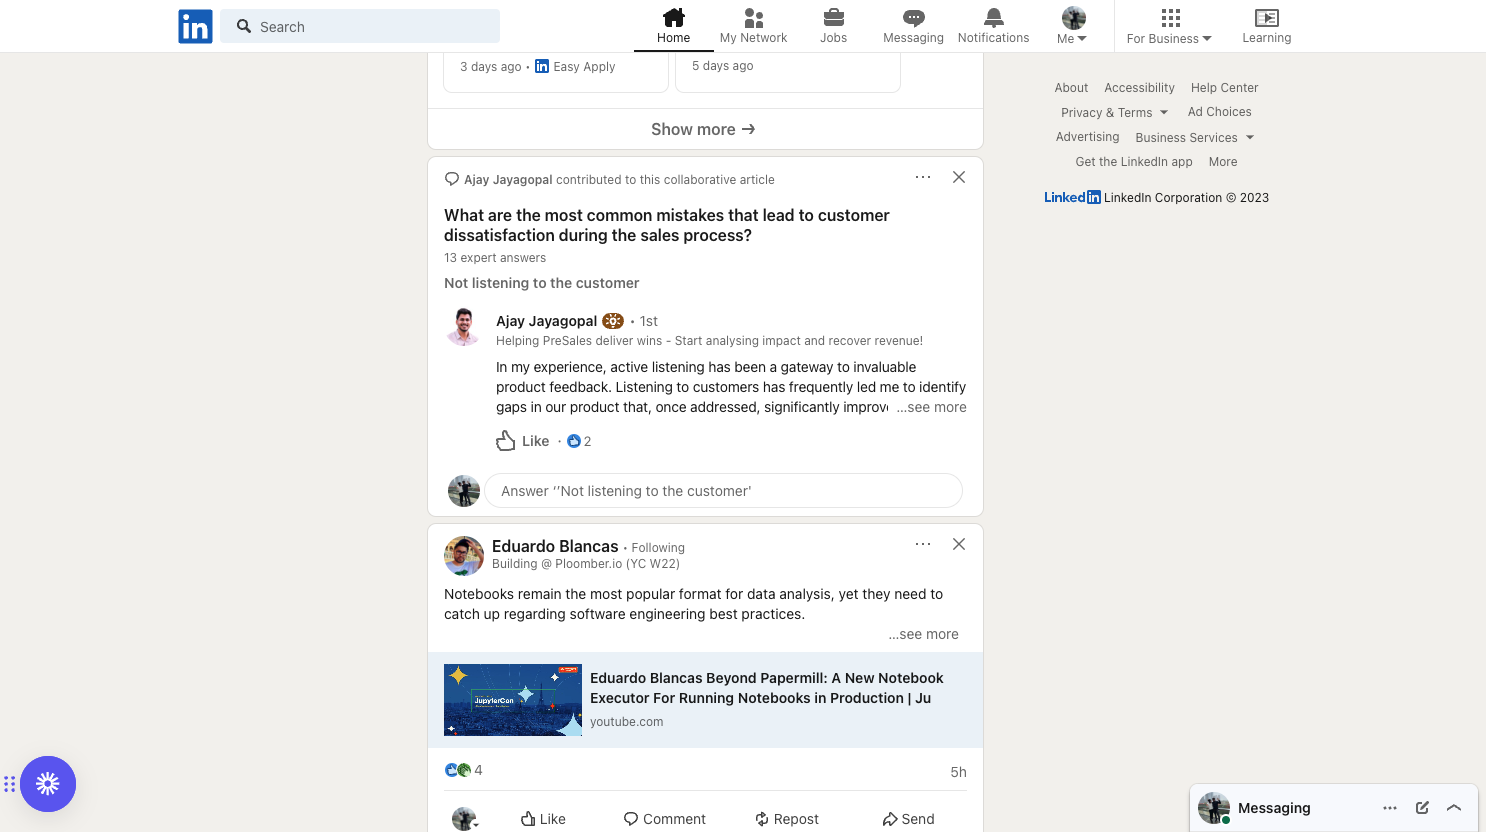 in
Search
Home
My Network
Jobs
Messaging
Notifications
Me
For Business
Learning
3 days ago • in Easy Apply
5 days ago
Show more →
Ajay Jayagopal contributed to this collaborative article
What are the most common mistakes that lead to customer
dissatisfaction during the sales process?
13 expert answers
Not listening to the customer
Ajay Jayagopal • 1st
Helping PreSales deliver wins - Start analysing impact and recover revenue!
In my experience, active listening has been a gateway to invaluable
product feedback. Listening to customers has frequently led me to identify
gaps in our product that, once addressed, significantly improve …see more
Like · 2
Answer ‘’Not listening to the customer'
Eduardo Blancas • Following
Building @ Ploomber.io (YC W22)
Notebooks remain the most popular format for data analysis, yet they need to
catch up regarding software engineering best practices.
…see more
JupyterCon
Eduardo Blancas Beyond Papermill: A New Notebook
Executor For Running Notebooks in Production | Ju
youtube.com
4
5h
Like
Comment
Repost
Send
About Accessibility Help Center
Privacy & Terms Ad Choices
Advertising Business Services
Get the LinkedIn app More
LinkedIn LinkedIn Corporation © 2023
Messaging